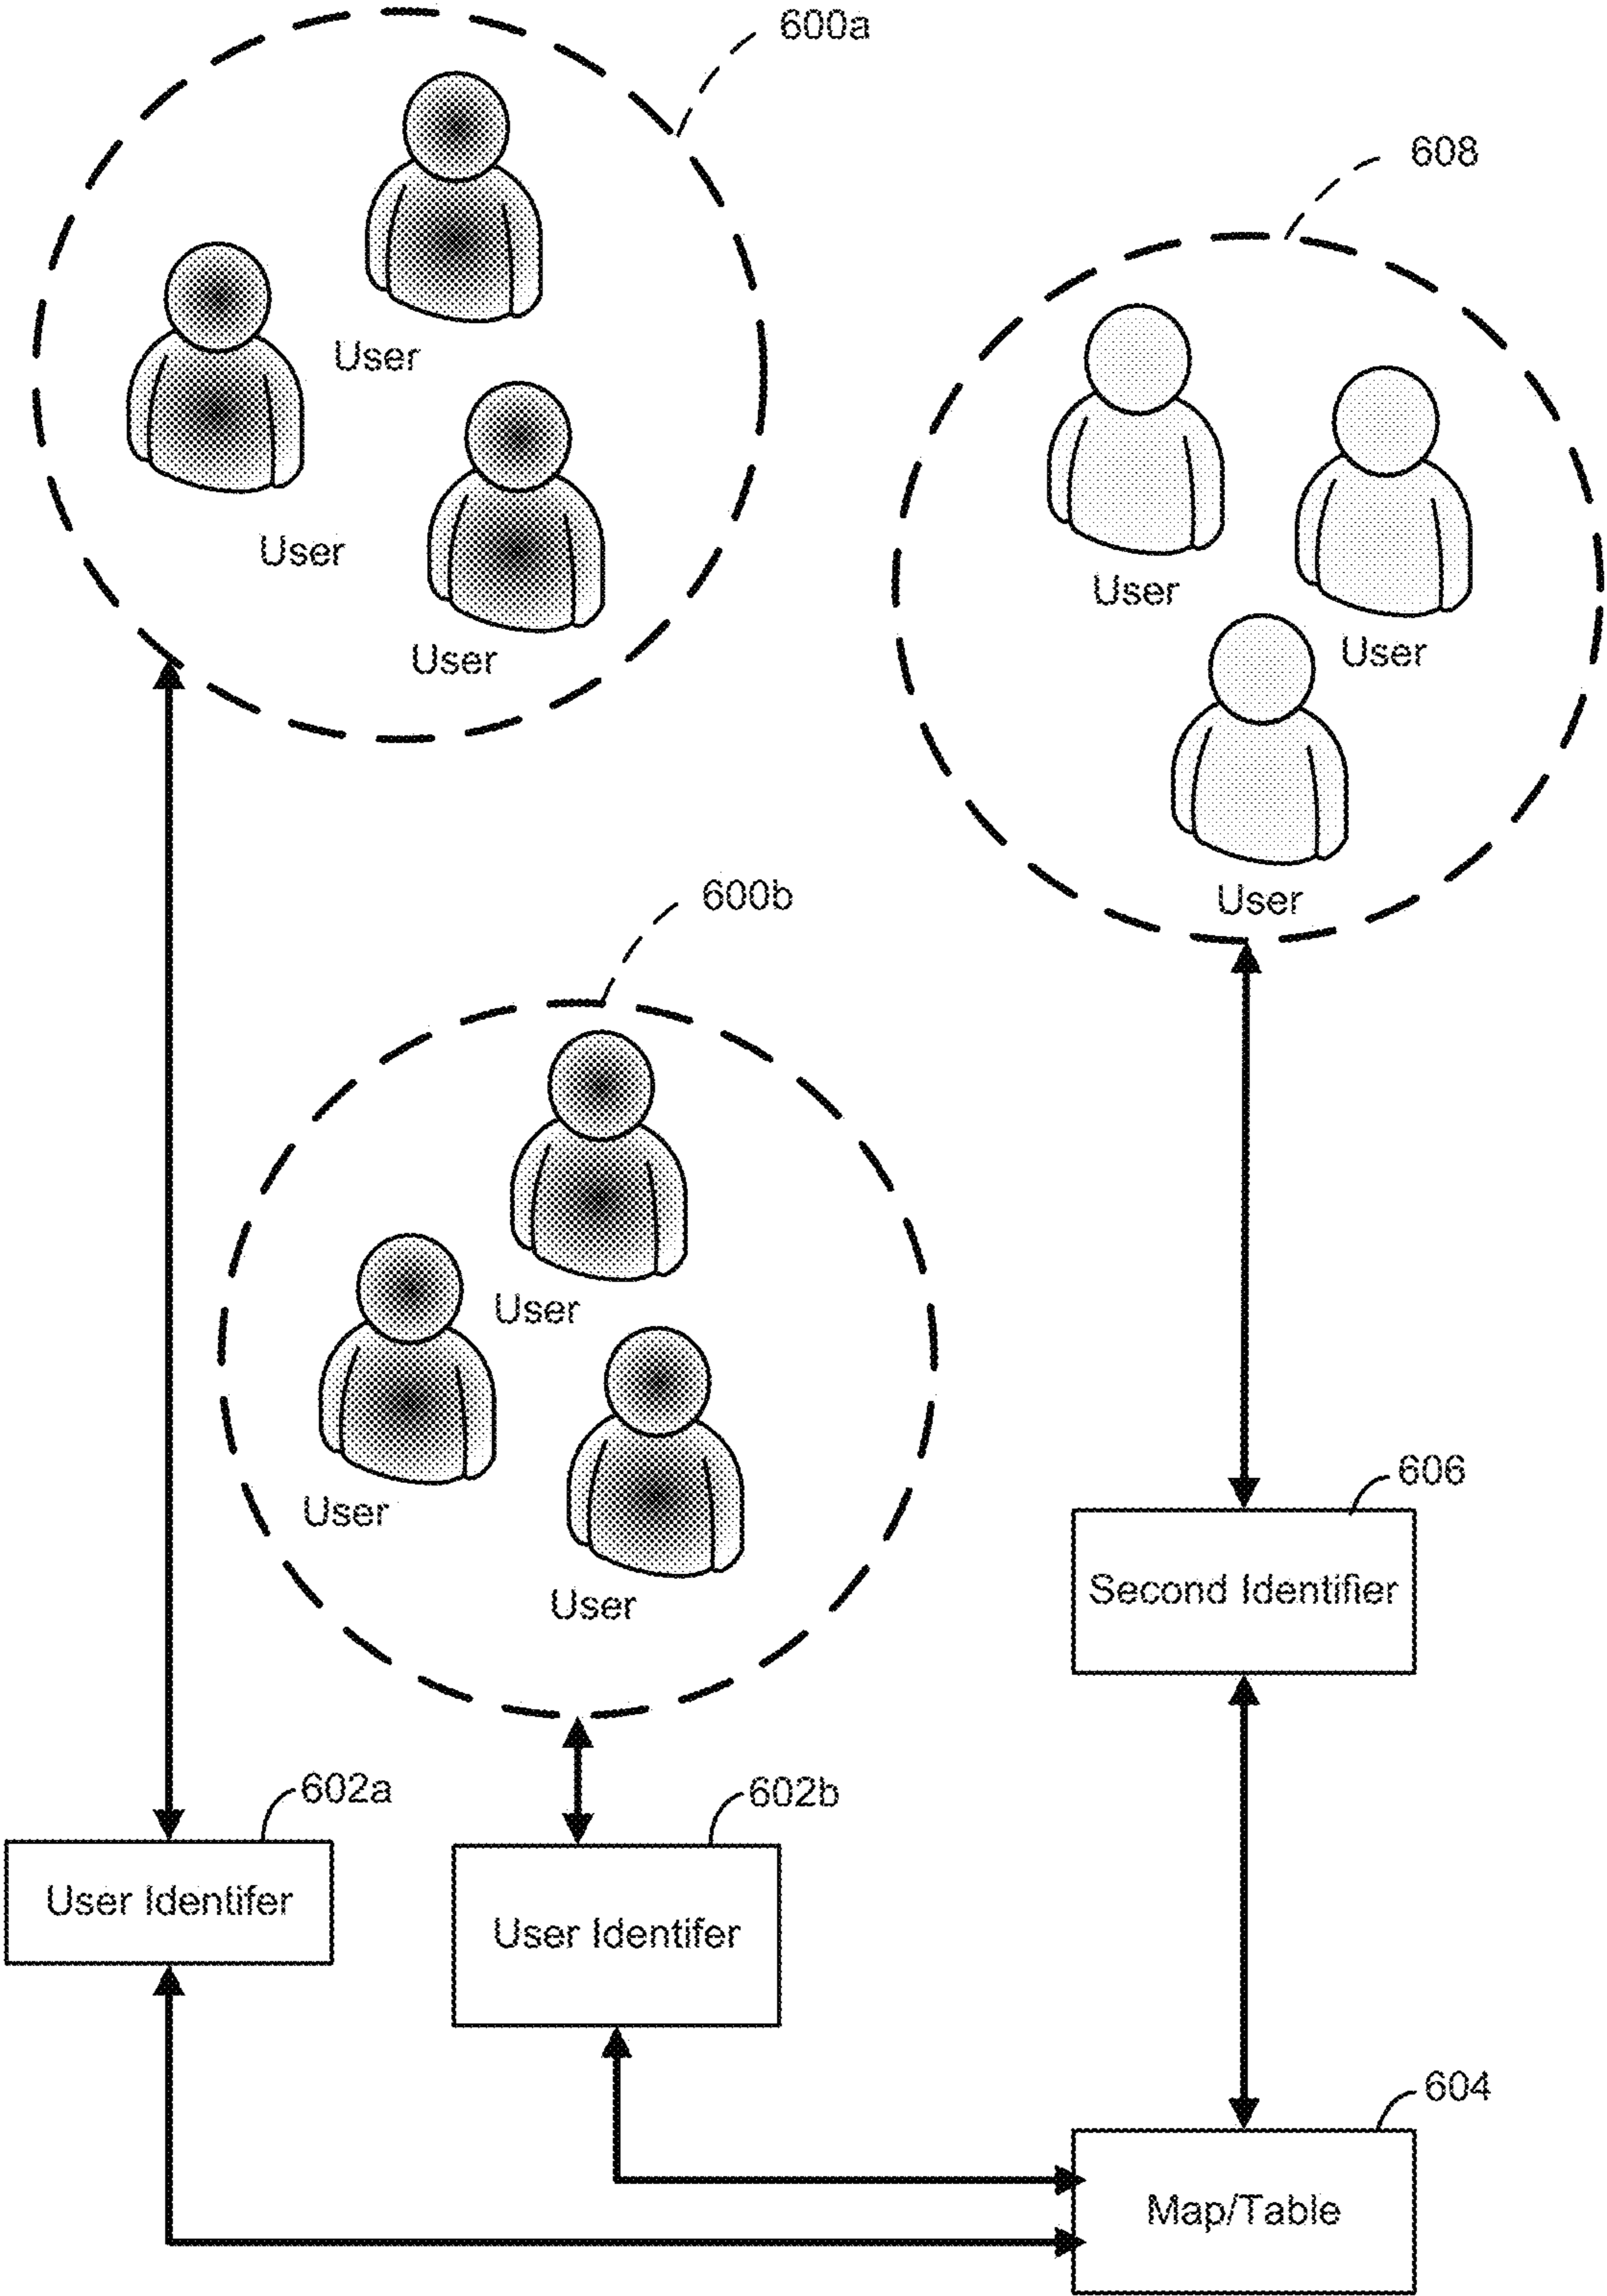 600a
608
User
User
User
User
User
User
600b
User
User
User
606
Second Identifier
602a
602b
User Identifer
User Identifer
604
Map/Table